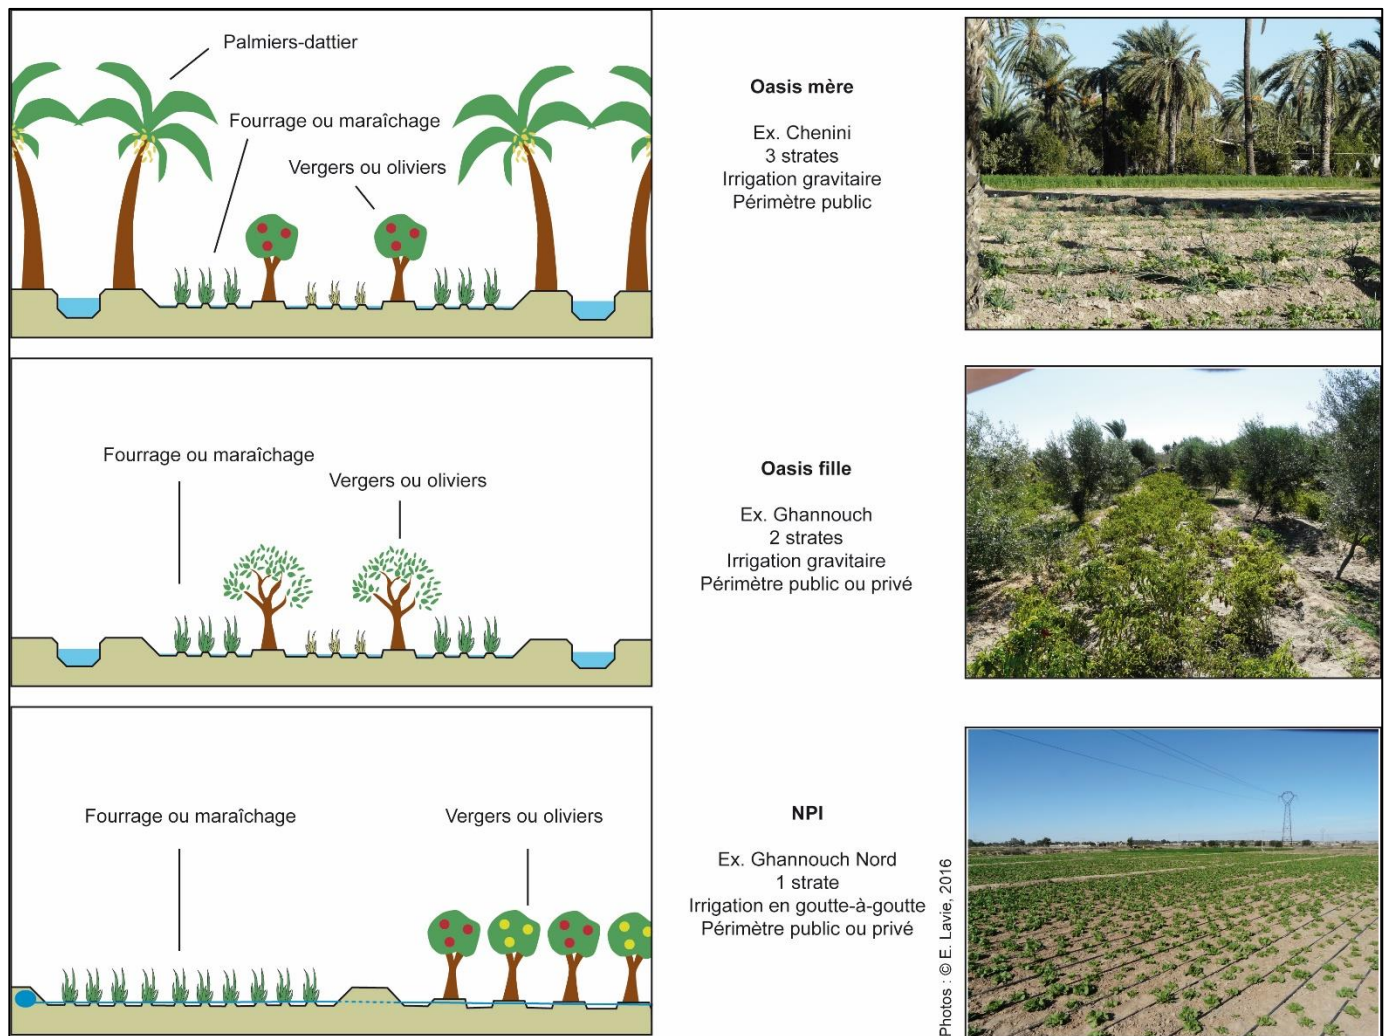 Palmiers-dattier
Fourrage ou maraîchage
Vergers ou oliviers
Oasis mère
Ex. Chenini
3 strates
Irrigation gravitaire
Périmètre public
Fourrage ou maraîchage
Vergers ou oliviers
Oasis fille
Ex. Ghannouch
2 strates
Irrigation gravitaire
Périmètre public ou privé
Fourrage ou maraîchage
Vergers ou oliviers
NPI
Ex. Ghannouch Nord
1 strate
Irrigation en goutte-à-goutte
Périmètre public ou privé
Photos : © E. Lavie, 2016